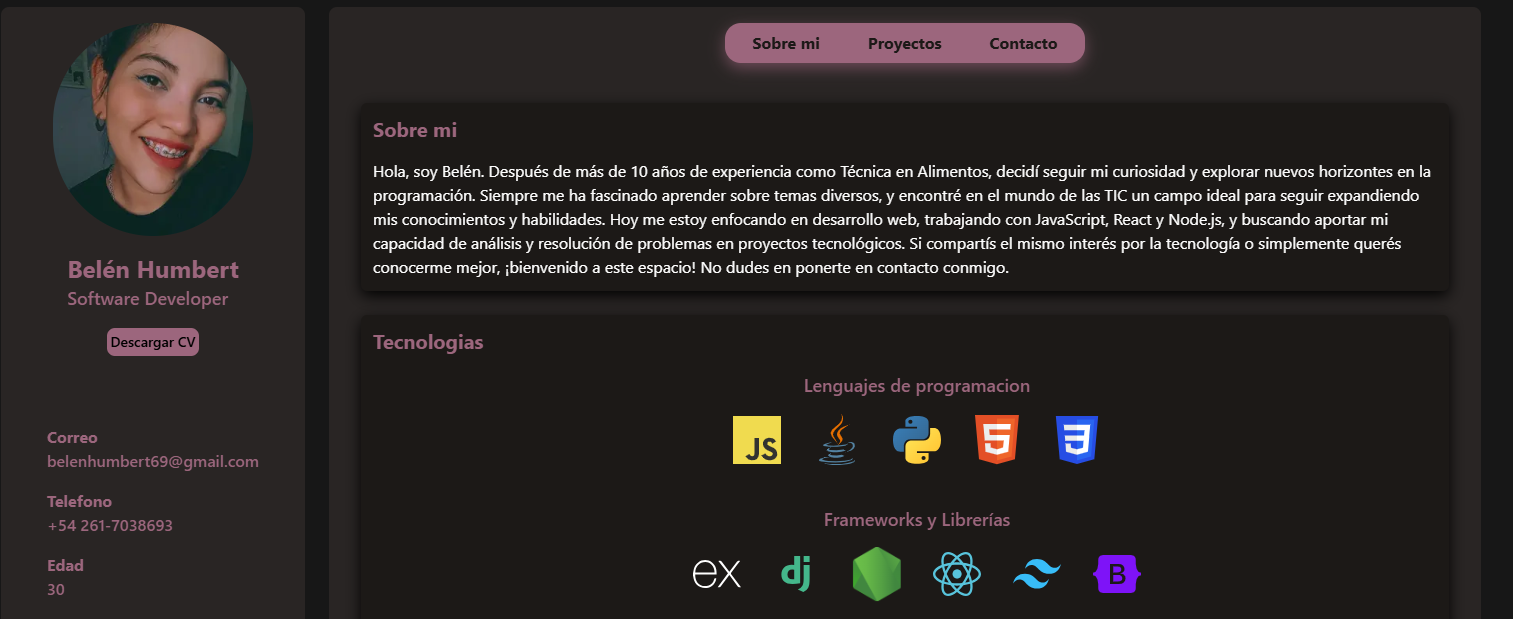 Belén Humbert
Software Developer
Descargar CV
Correo
belenhumbert69@gmail.com
Telefono
+54 261-7038693
Edad
30
Sobre mi Proyectos Contacto
Sobre mi
Hola, soy Belén. Después de más de 10 años de experiencia como Técnica en Alimentos, decidí seguir mi curiosidad y explorar nuevos horizontes en la
programación. Siempre me ha fascinado aprender sobre temas diversos, y encontré en el mundo de las TIC un campo ideal para seguir expandiendo
mis conocimientos y habilidades. Hoy me estoy enfocando en desarrollo web, trabajando con JavaScript, React y Node.js, y buscando aportar mi
capacidad de análisis y resolución de problemas en proyectos tecnológicos. Si compartís el mismo interés por la tecnología o simplemente querés
conocerme mejor, ¡bienvenido a este espacio! No dudes en ponerte en contacto conmigo.
Tecnologias
Lenguajes de programacion
JS 5 3
Frameworks y Librerías
ex dj B